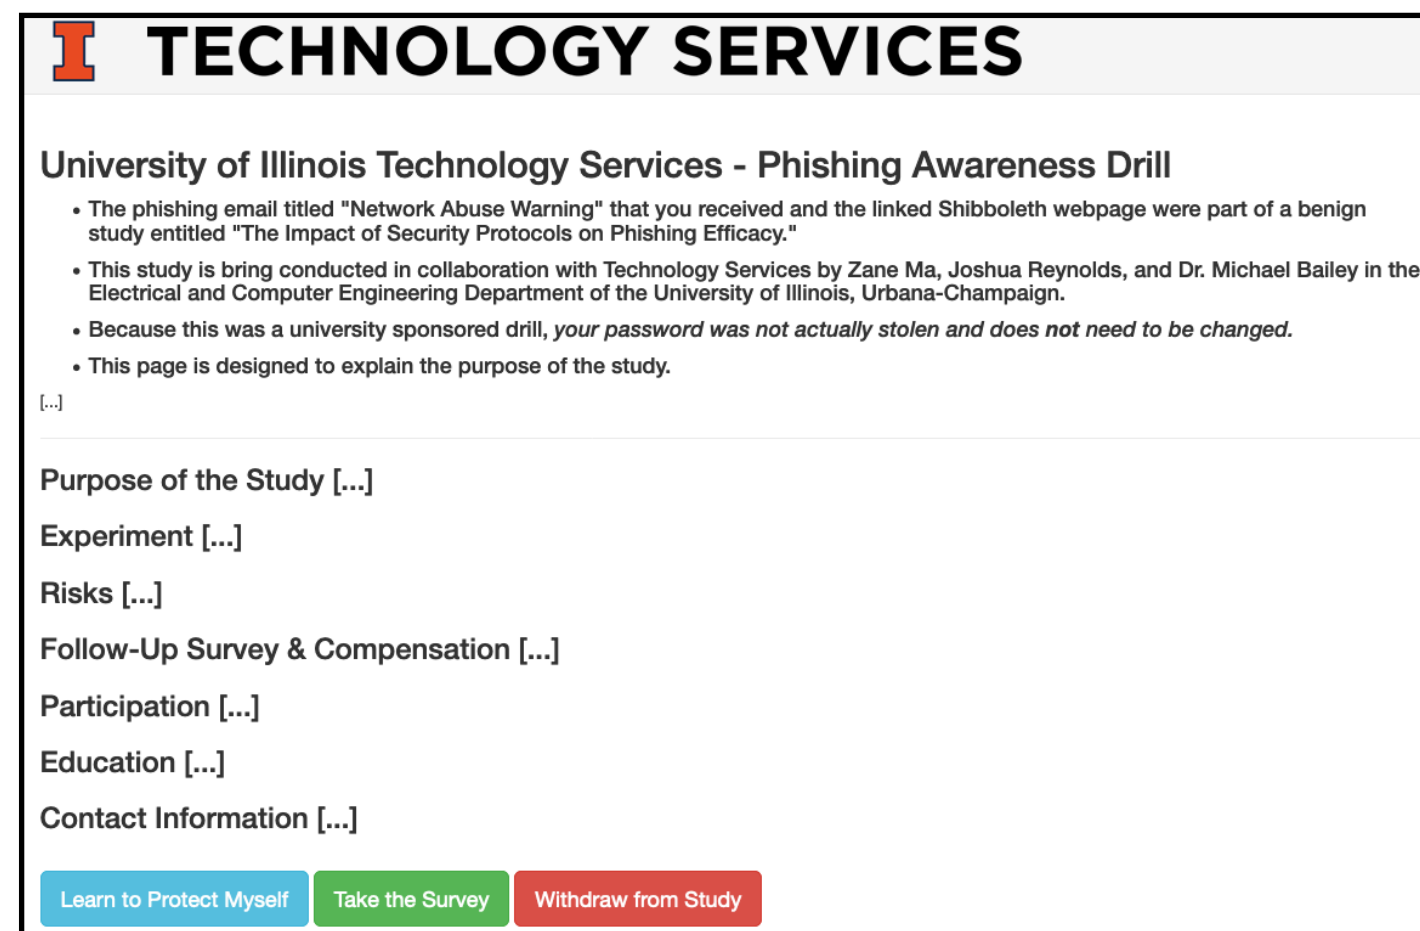 I TECHNOLOGY SERVICES
University of Illinois Technology Services - Phishing Awareness Drill
• The phishing email titled "Network Abuse Warning" that you received and the linked Shibboleth webpage were part of a benign
study entitled "The Impact of Security Protocols on Phishing Efficacy."
• This study is bring conducted in collaboration with Technology Services by Zane Ma, Joshua Reynolds, and Dr. Michael Bailey in the
Electrical and Computer Engineering Department of the University of Illinois, Urbana-Champaign.
• Because this was a university sponsored drill, your password was not actually stolen and does not need to be changed.
• This page is designed to explain the purpose of the study.
[...]
Purpose of the Study [...]
Experiment [...]
Risks [...]
Follow-Up Survey & Compensation [...]
Participation [...]
Education [...]
Contact Information [...]
Learn to Protect Myself Take the Survey Withdraw from Study